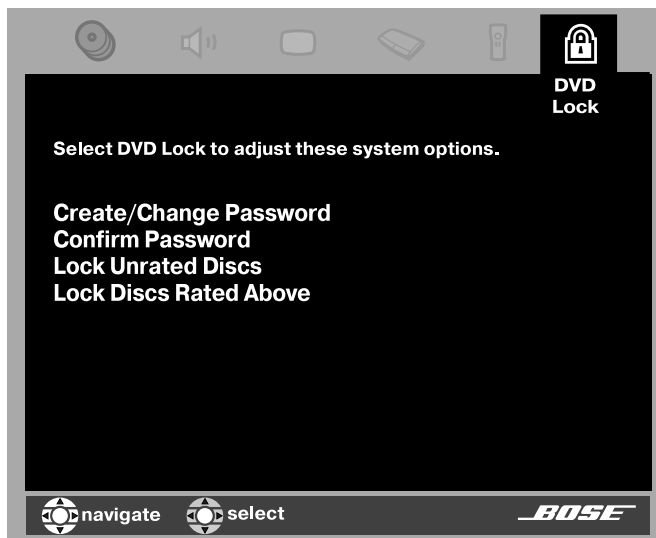 DVD
Lock
Select DVD Lock to adjust these system options.
Create/Change Password
Confirm Password
Lock Unrated Discs
Lock Discs Rated Above
navigate select BOSE